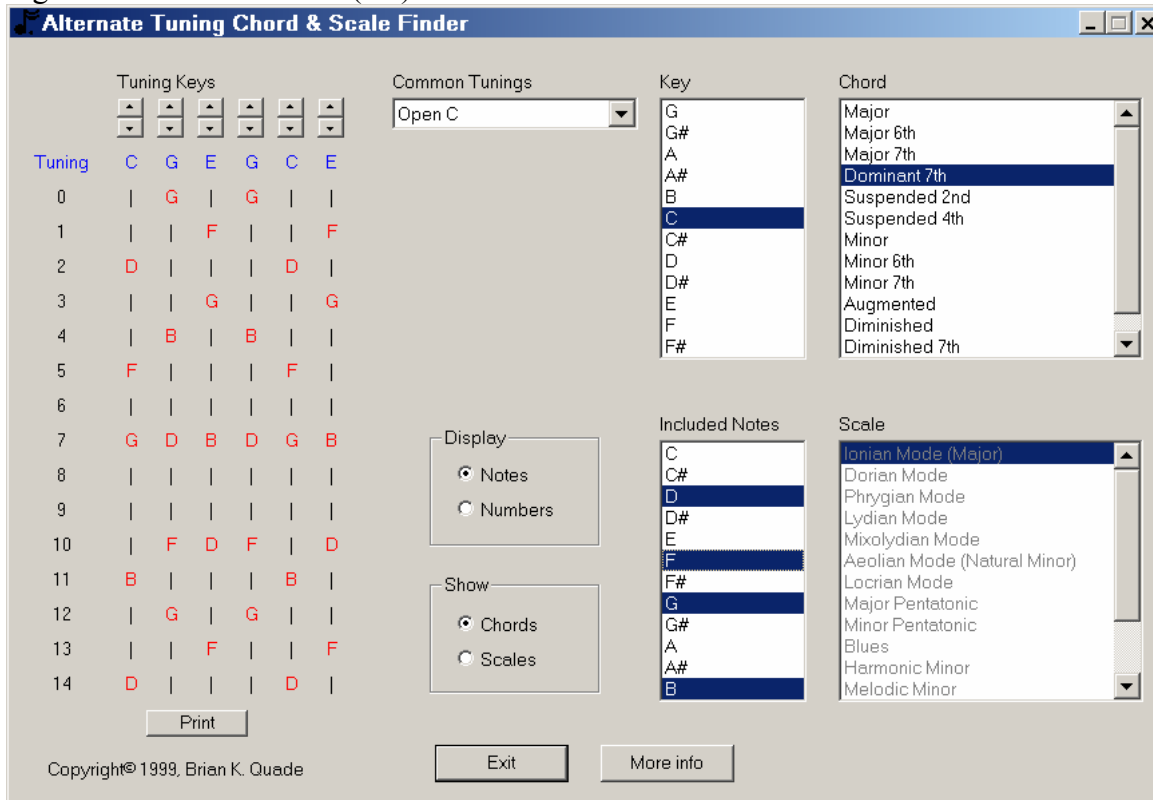 Alternate Tuning Chord & Scale Finder
Tuning Keys
Tuning C G E G C E
0 | G | G | |
1 | | F | | F
2 D | | | D |
3 | | G | | G
4 | B | B | |
5 F | | | F |
6 | | | | | |
7 G D B D G B
8 | | | | | |
9 | | | | | |
10 | F D F | D
11 B | | | B |
12 | G | G | |
13 | | F | | F
14 D | | | D |
Print
Copyright© 1999, Brian K. Quade
Common Tunings
Open C
Display
Notes
Numbers
Show
Chords
Scales
Exit
More info
Key
G
G#
A
A#
B
C
C#
D
D#
E
F
F#
Chord
Major
Major 6th
Major 7th
Dominant 7th
Suspended 2nd
Suspended 4th
Minor
Minor 6th
Minor 7th
Augmented
Diminished
Diminished 7th
Included Notes
C
C#
D
D#
E
F
F#
G
G#
A
A#
B
Scale
Ionian Mode (Major)
Dorian Mode
Phrygian Mode
Lydian Mode
Mixolydian Mode
Aeolian Mode (Natural Minor)
Locrian Mode
Major Pentatonic
Minor Pentatonic
Blues
Harmonic Minor
Melodic Minor